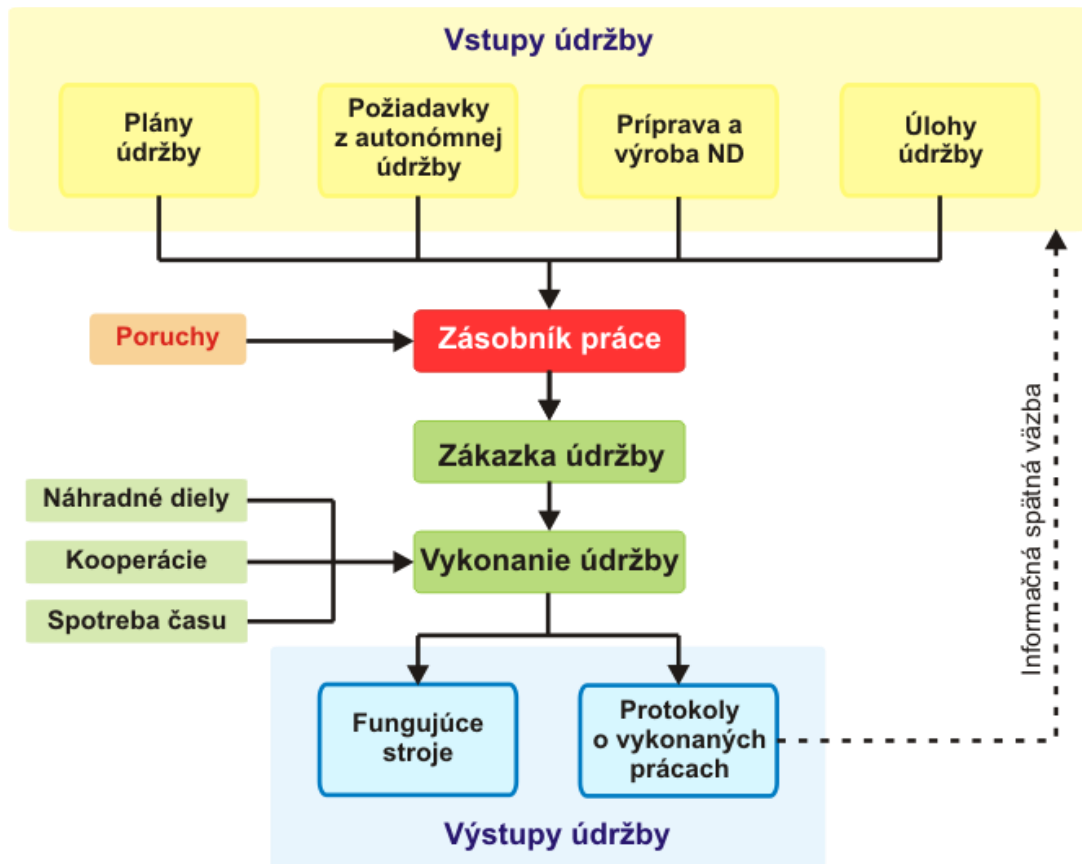 Vstupy údržby
Plány
údržby
Požiadavky
z autonómnej
údržby
Príprava a
výroba ND
Úlohy
údržby
Poruchy
Zásobník práce
Zákazka údržby
Náhradné diely
Kooperácie
Spotreba času
Vykonanie údržby
Informačná spätná väzba
Fungujúce
stroje
Protokoly
o vykonaných
prácach
Výstupy údržby